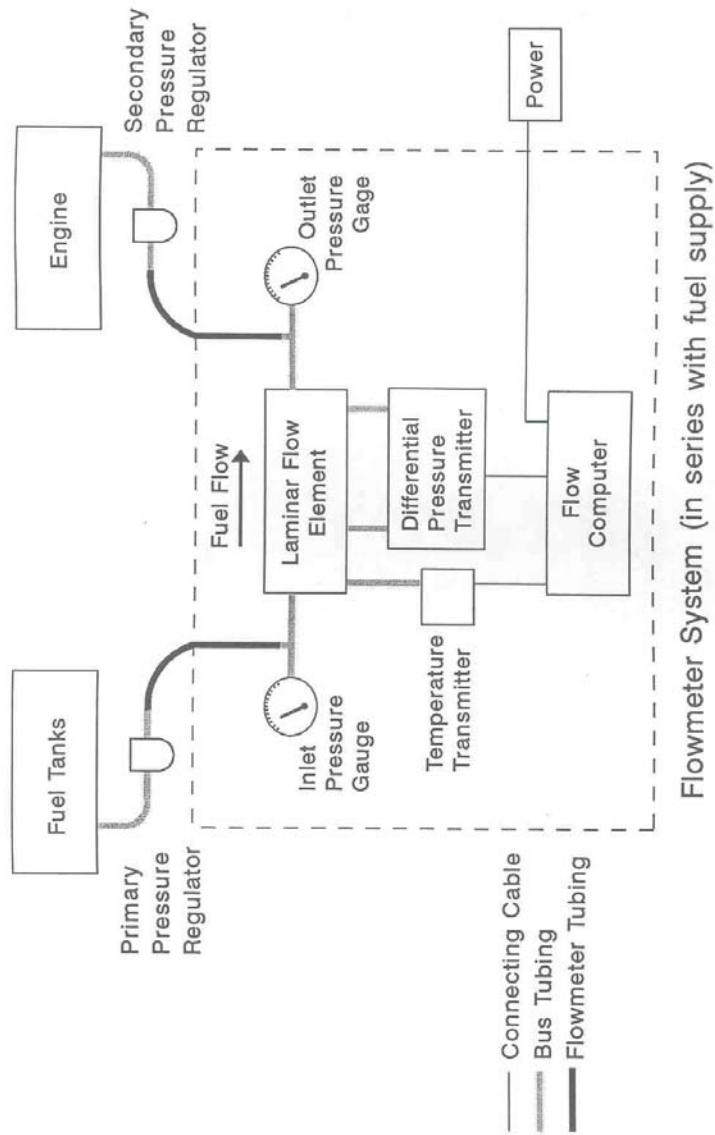 Fuel Tanks
Engine
Primary
Pressure
Regulator
Secondary
Pressure
Regulator
Fuel Flow
Inlet
Pressure
Gauge
Laminar Flow
Element
Outlet
Pressure
Gage
Temperature
Transmitter
Differential
Pressure
Transmitter
Flow
Computer
Power
Connecting Cable
Bus Tubing
Flowmeter Tubing
Flowmeter System (in series with fuel supply)